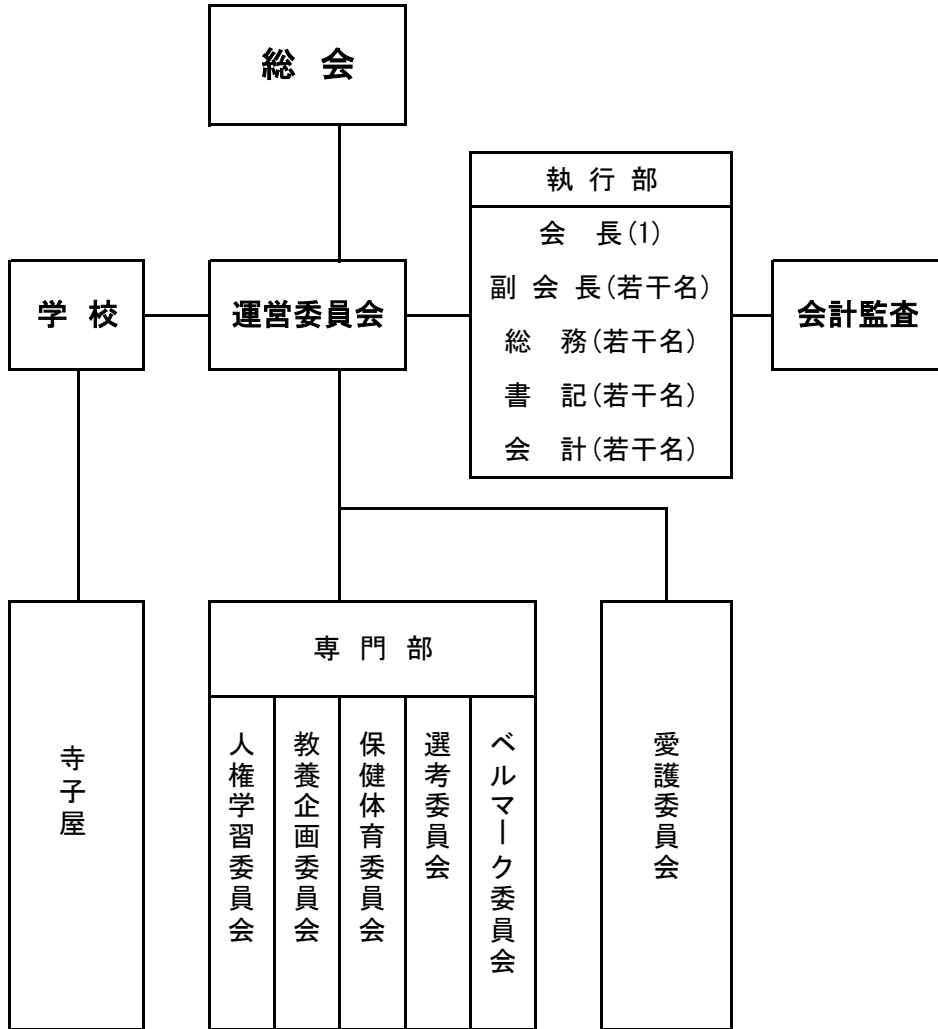 総 会
執 行 部
会 長(1)
副 会 長(若干名)
総 務(若干名)
書 記(若干名)
会 計(若干名)
学 校
運営委員会
会計監査
寺子屋
専 門 部
人権学習委員会
教養企画委員会
保健体育委員会
選考委員会
ベルマーク委員会
愛護委員会